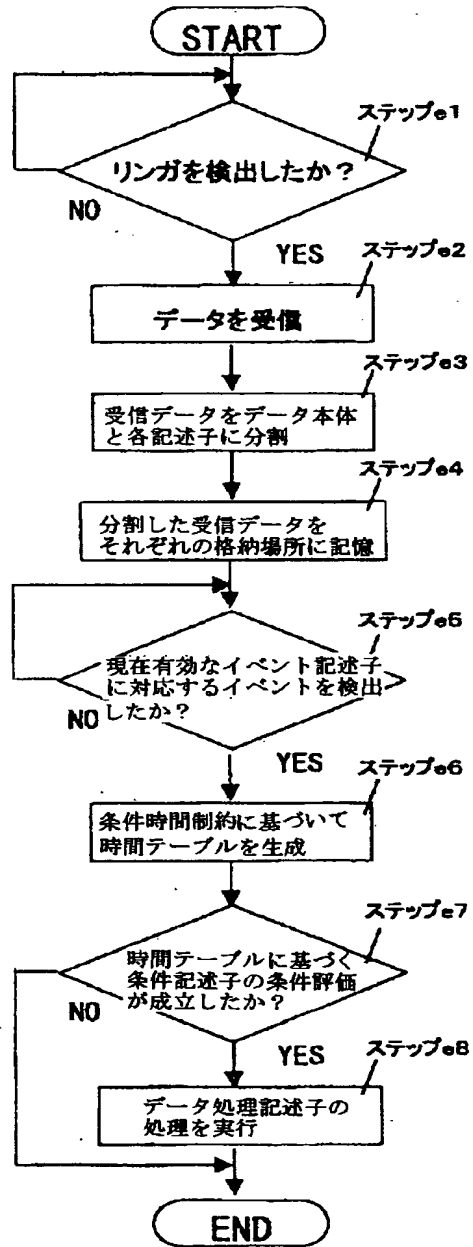 START
ステップe1
リンガを検出したか？
NO
YES
ステップe2
データを受信
ステップe3
受信データをデータ本体
と各記述子に分割
ステップe4
分割した受信データを
それぞれの格納場所に記憶
ステップe5
現在有効なイベント記述子
に対応するイベントを検出
したか？
NO
YES
ステップe6
条件時間制約に基づいて
時間テーブルを生成
ステップe7
時間テーブルに基づく
条件記述子の条件評価
が成立したか？
NO
YES
ステップe8
データ処理記述子の
処理を実行
END